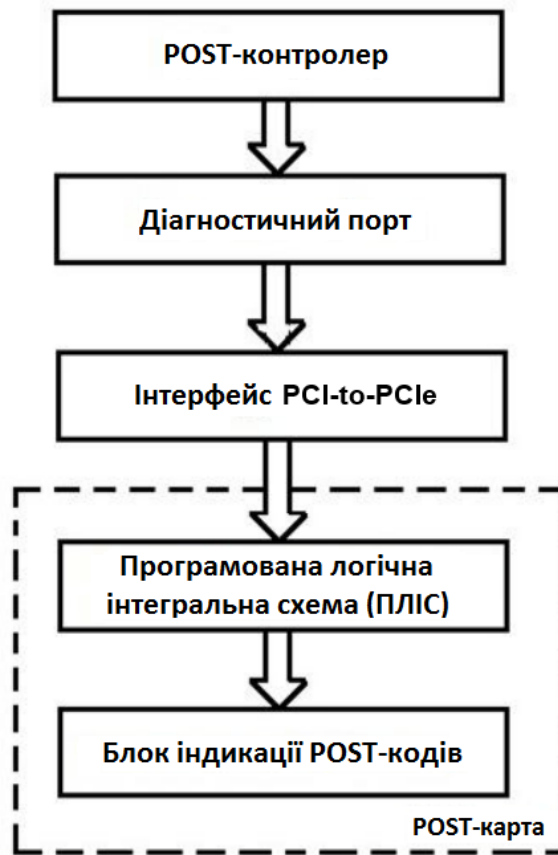 POST-контролер
Діагностичний порт
Інтерфейс PCI-to-PCIe
Програмована логічна
інтегральна схема (ПЛІС)
Блок індикації POST-кодів
POST-карта